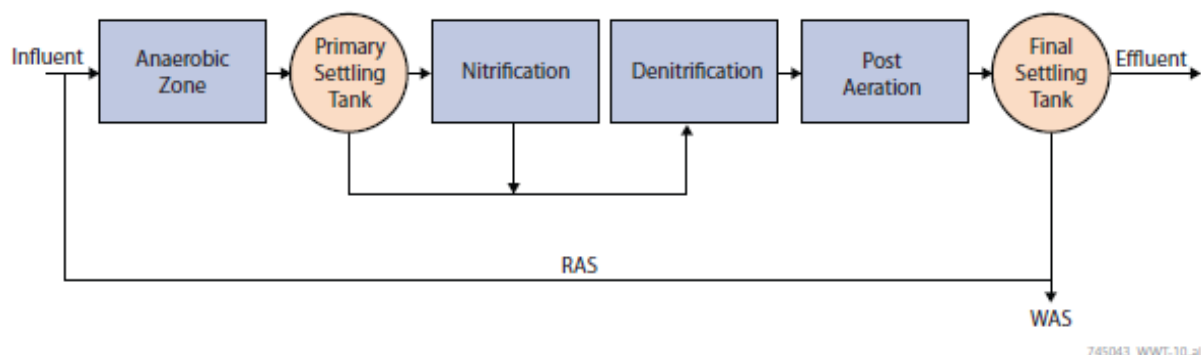 Influent
Anaerobic
Zone
Primary
Settling
Tank
Nitrification
Denitrification
Post
Aeration
Final
Settling
Tank
Effluent
RAS
WAS